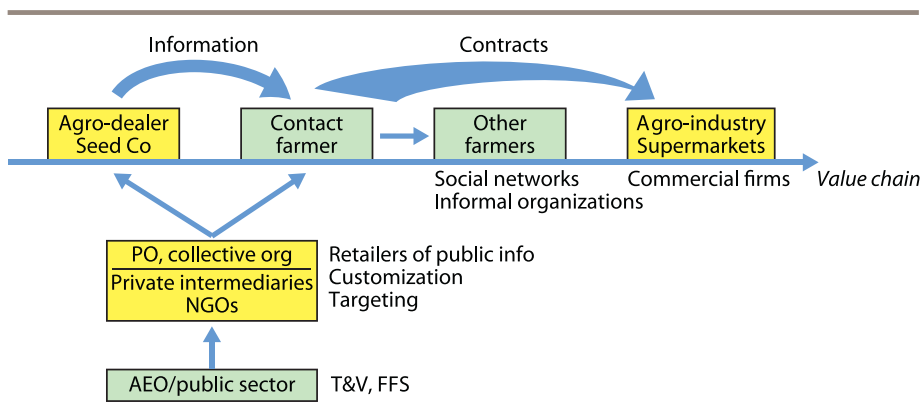 Information
Contracts
Agro-dealer
Seed Co
Contact
farmer
Other
farmers
Agro-industry
Supermarkets
Social networks
Informal organizations
Commercial firms
Value chain
PO, collective org
Private intermediaries
NGOs
Retailers of public info
Customization
Targeting
AEO/public sector
T&V, FFS